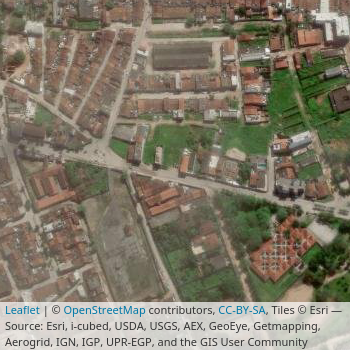 Leaflet | © OpenStreetMap contributors, CC-BY-SA, Tiles © Esri —
Source: Esri, i-cubed, USDA, USGS, AEX, GeoEye, Getmapping,
Aerogrid, IGN, IGP, UPR-EGP, and the GIS User Community